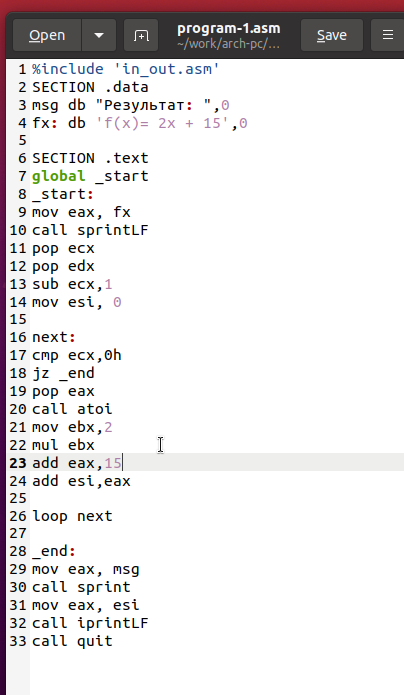 Open
program-1.asm
~/work/arch-pc/...
Save
1 %include 'in_out.asm'
2 SECTION .data
3 msg db "Результат: ",0
4 fx: db 'f(x)= 2x + 15',0
5
6 SECTION .text
7 global _start
8 _start:
9 mov eax, fx
10 call sprintLF
11 pop ecx
12 pop edx
13 sub ecx,1
14 mov esi, 0
15
16 next:
17 cmp ecx,0h
18 jz _end
19 pop eax
20 call atoi
21 mov ebx,2
22 mul ebx
23 add eax,15
24 add esi,eax
25
26 loop next
27
28 _end:
29 mov eax, msg
30 call sprint
31 mov eax, esi
32 call iprintLF
33 call quit